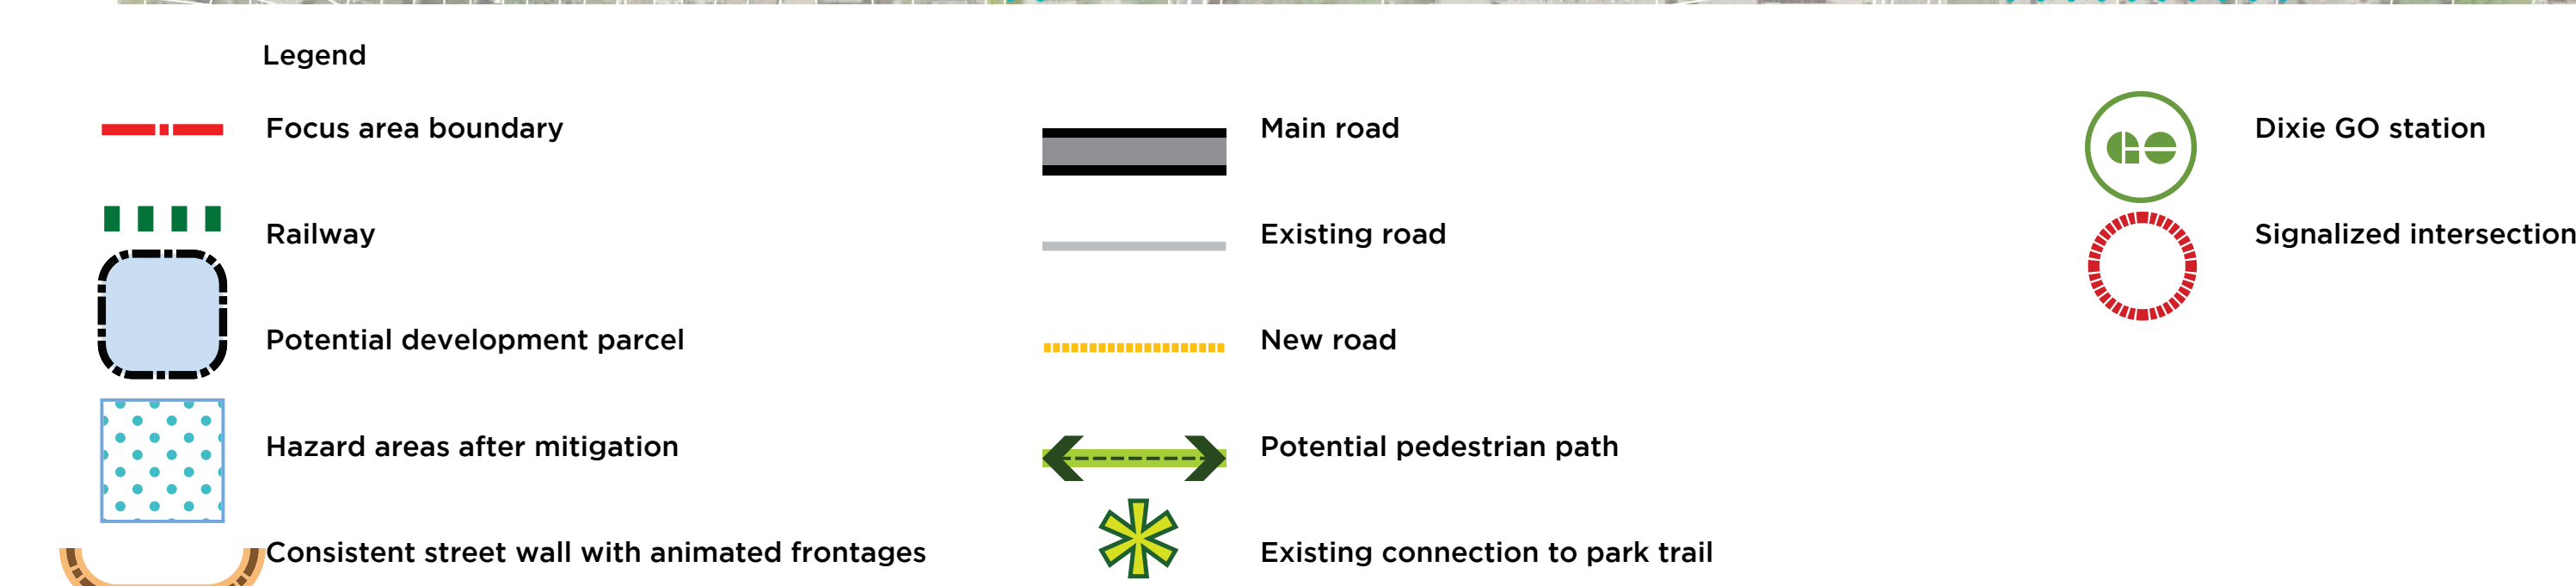 Legend
Focus area boundary
Railway
Potential development parcel
Hazard areas after mitigation
Consistent street wall with animated frontages
Main road
Existing road
New road
Potential pedestrian path
Existing connection to park trail
GO
Dixie GO station
Signalized intersection